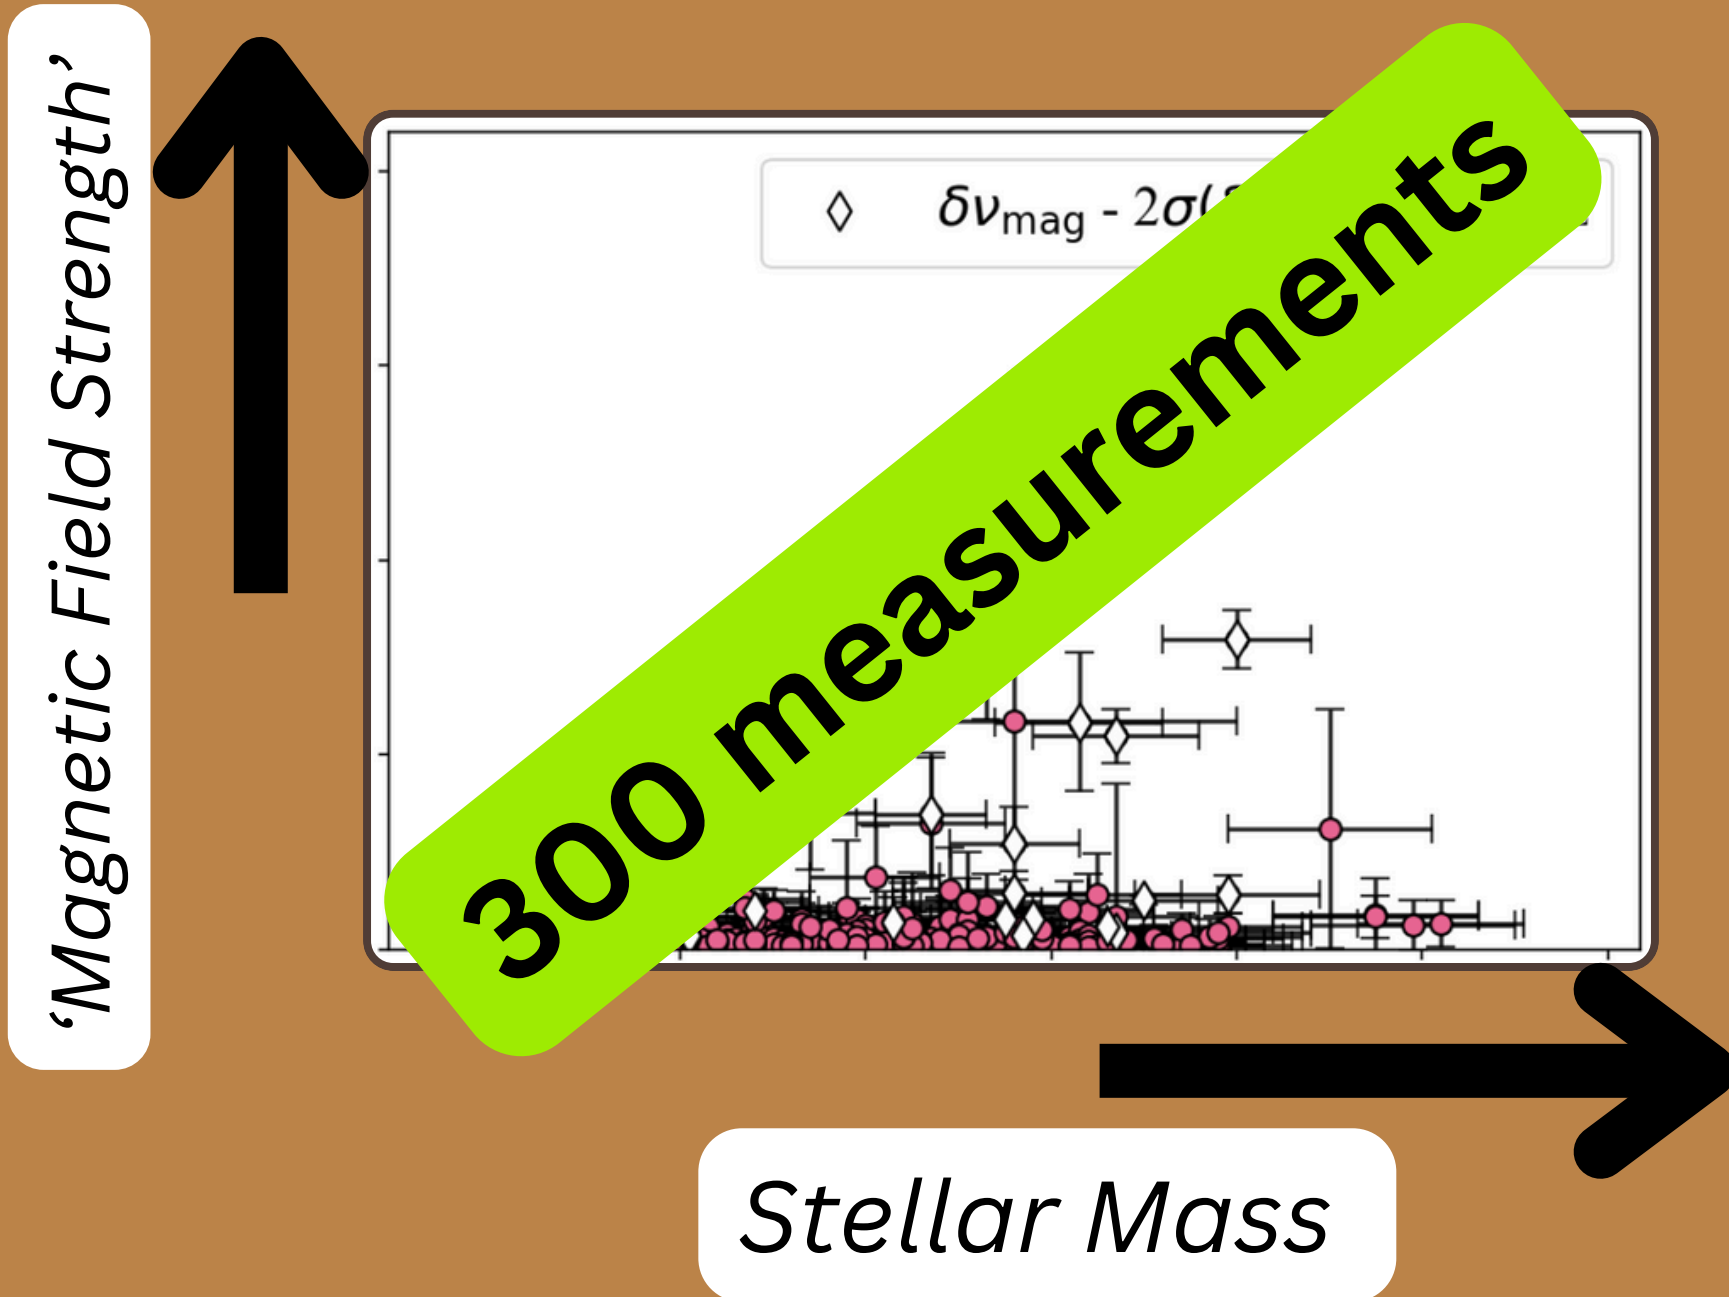 ‘Magnetic Field Strength’
δν_mag - 2σ(
300 measurements
Stellar Mass